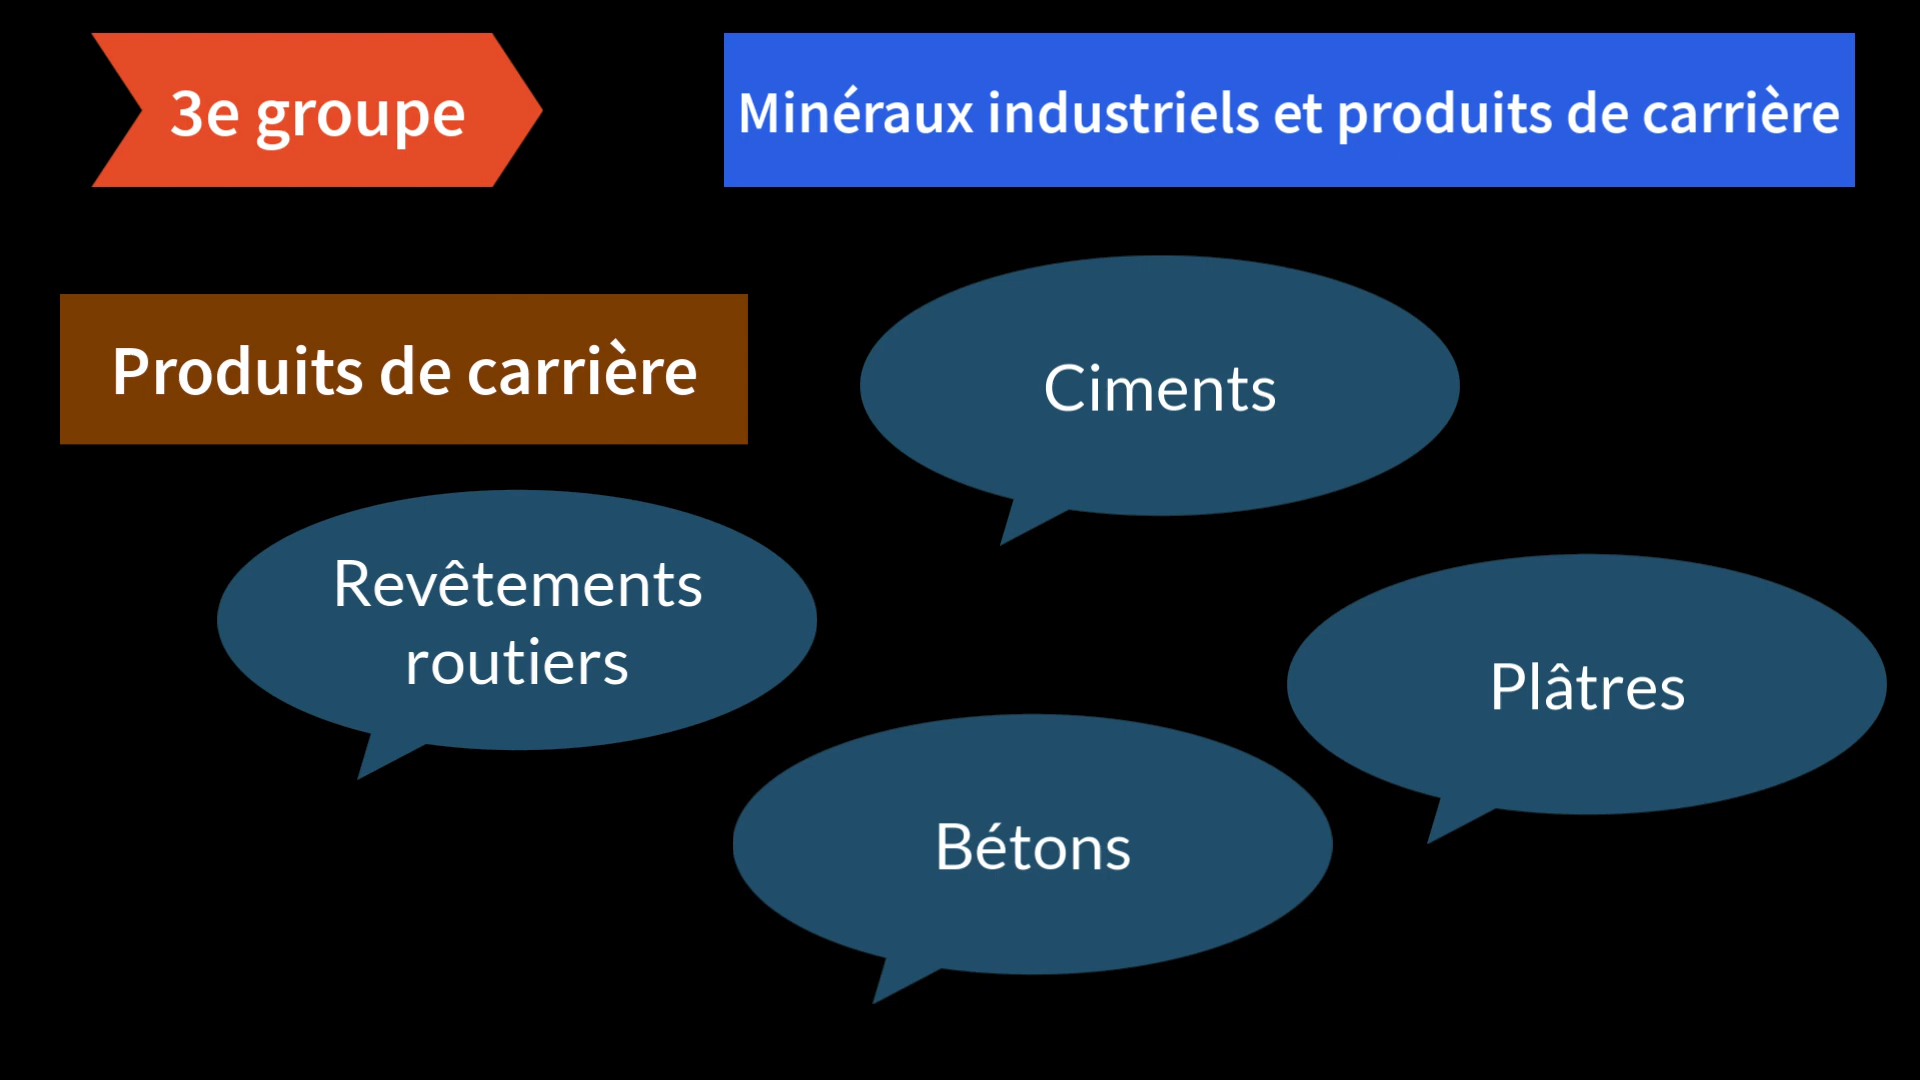 3e groupe
Minéraux industriels et produits de carrière
Produits de carrière
Ciments
Revêtements
routiers
Plâtres
Bétons